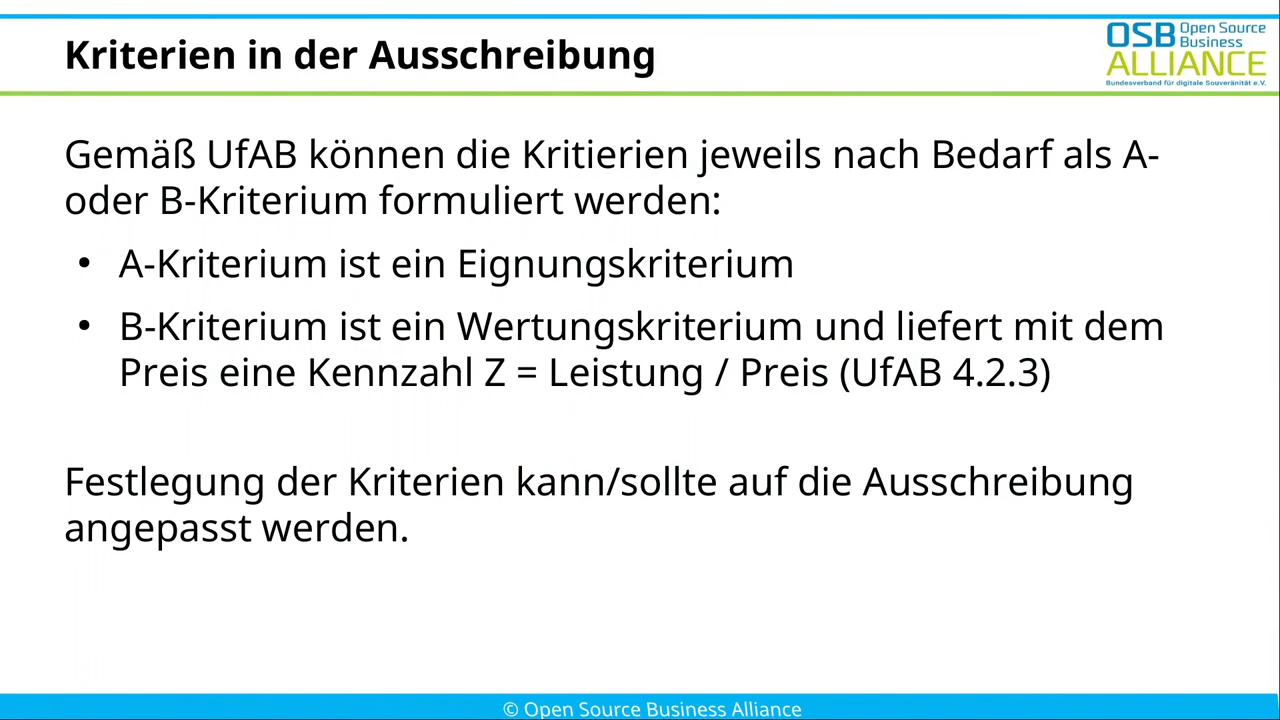 Kriterien in der Ausschreibung
OSB Open Source
Business
ALLIANCE
Bundesverband für digitale Souveränität e.V.
Gemäß UfAB können die Kritierien jeweils nach Bedarf als A-
oder B-Kriterium formuliert werden:
• A-Kriterium ist ein Eignungskriterium
• B-Kriterium ist ein Wertungskriterium und liefert mit dem
Preis eine Kennzahl Z = Leistung / Preis (UfAB 4.2.3)
Festlegung der Kriterien kann/sollte auf die Ausschreibung
angepasst werden.
© Open Source Business Alliance